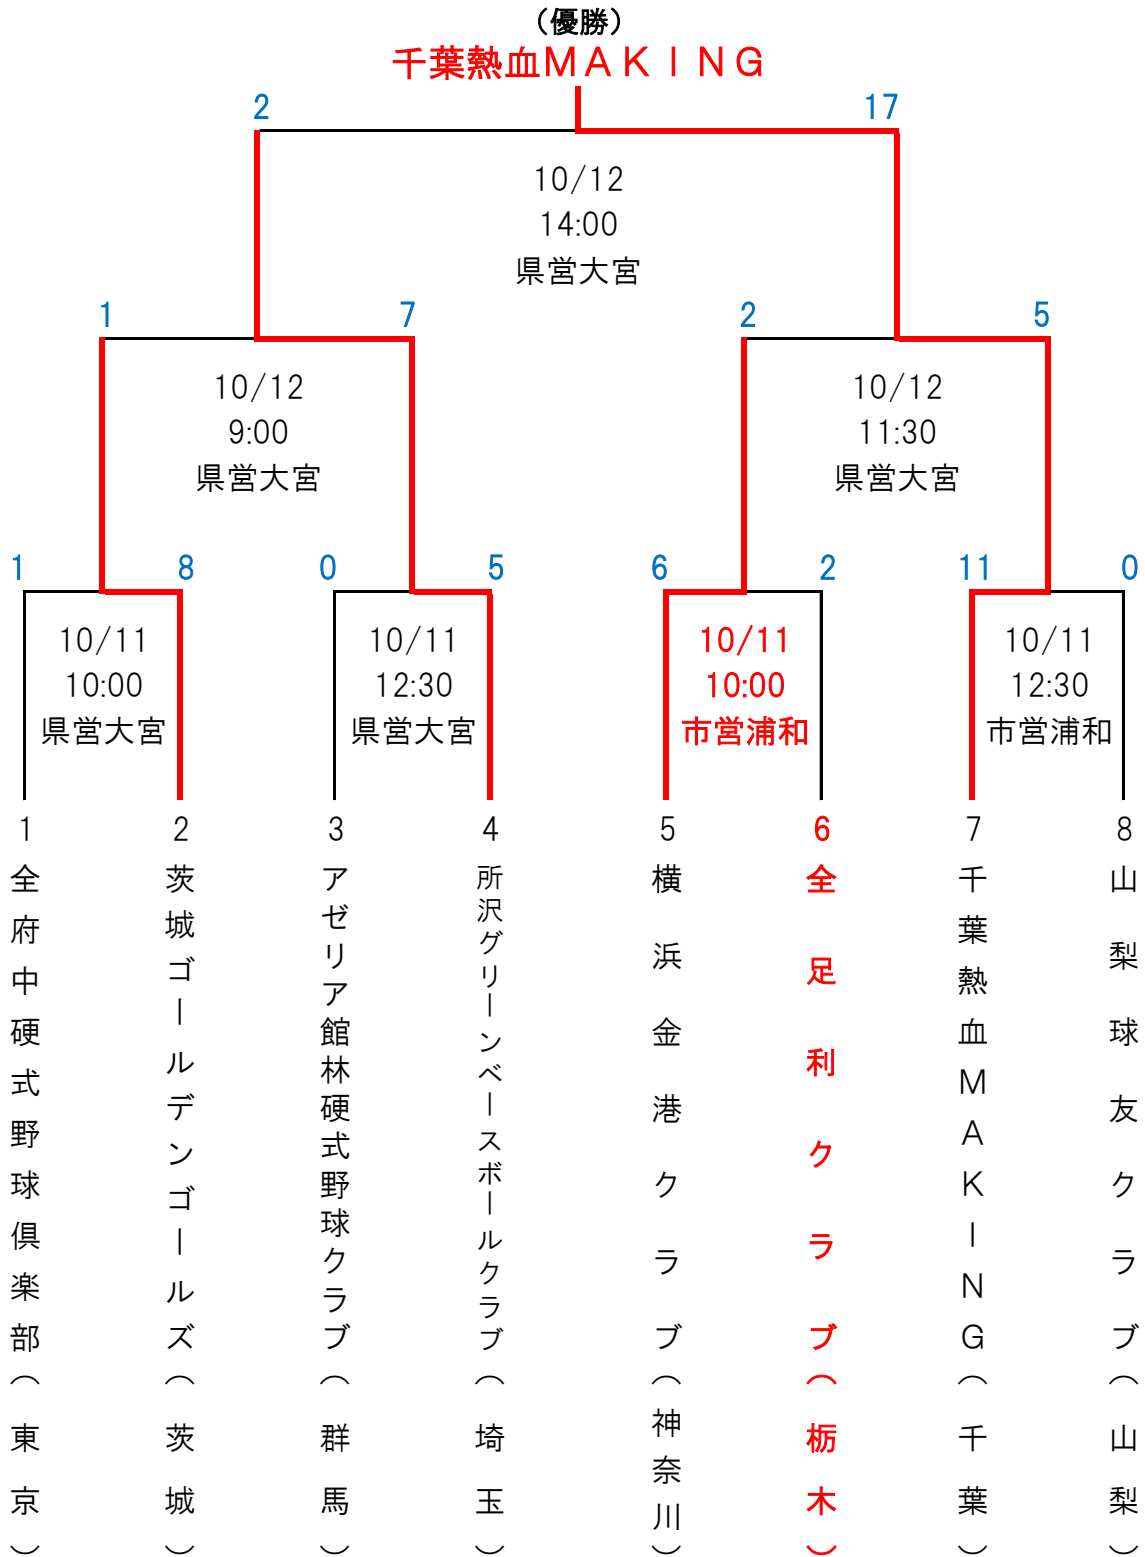 （優勝）
千葉熱血ＭＡＫＩＮＧ
2
17
10/12
14:00
県営大宮
1
7
2
5
10/12
9:00
県営大宮
10/12
11:30
県営大宮
1
8
0
5
6
2
11
0
10/11
10:00
県営大宮
10/11
12:30
県営大宮
10/11
10:00
市営浦和
10/11
12:30
市営浦和
1
2
3
4
5
6
7
8
全府中硬式野球倶楽部（東京）
茨城ゴールデンゴールズ（茨城）
アゼリア館林硬式野球クラブ（群馬）
所沢グリーンベースボールクラブ（埼玉）
横浜金港クラブ（神奈川）
全足利クラブ（栃木）
千葉熱血ＭＡＫＩＮＧ（千葉）
山梨球友クラブ（山梨）